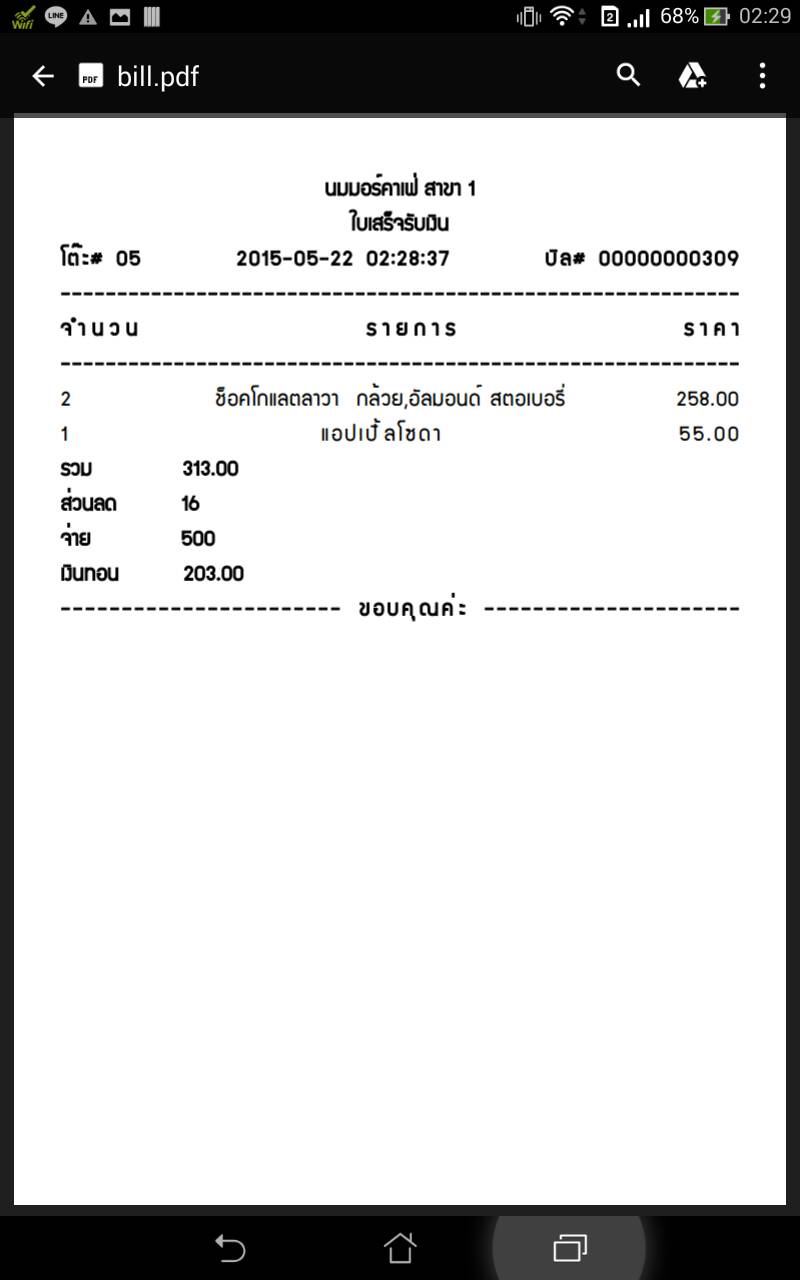 Wifi LINE 2 68% 02:29
PDF bill.pdf
นมมอร์คาเฟ่ สาขา 1
ใบเสร็จรับเงิน
โต๊ะ# 05 2015-05-22 02:28:37 บิล# 00000000309
------------------------------------------------------
จำนวน รายการ ราคา
------------------------------------------------------
2 ช็อคโกแลตลาวา กล้วย,อัลมอนด์ สตอเบอรี่ 258.00
1 แอปเปิ้ลโซดา 55.00
รวม 313.00
ส่วนลด 16
จ่าย 500
เงินทอน 203.00
----------------------- ขอบคุณค่ะ ---------------------